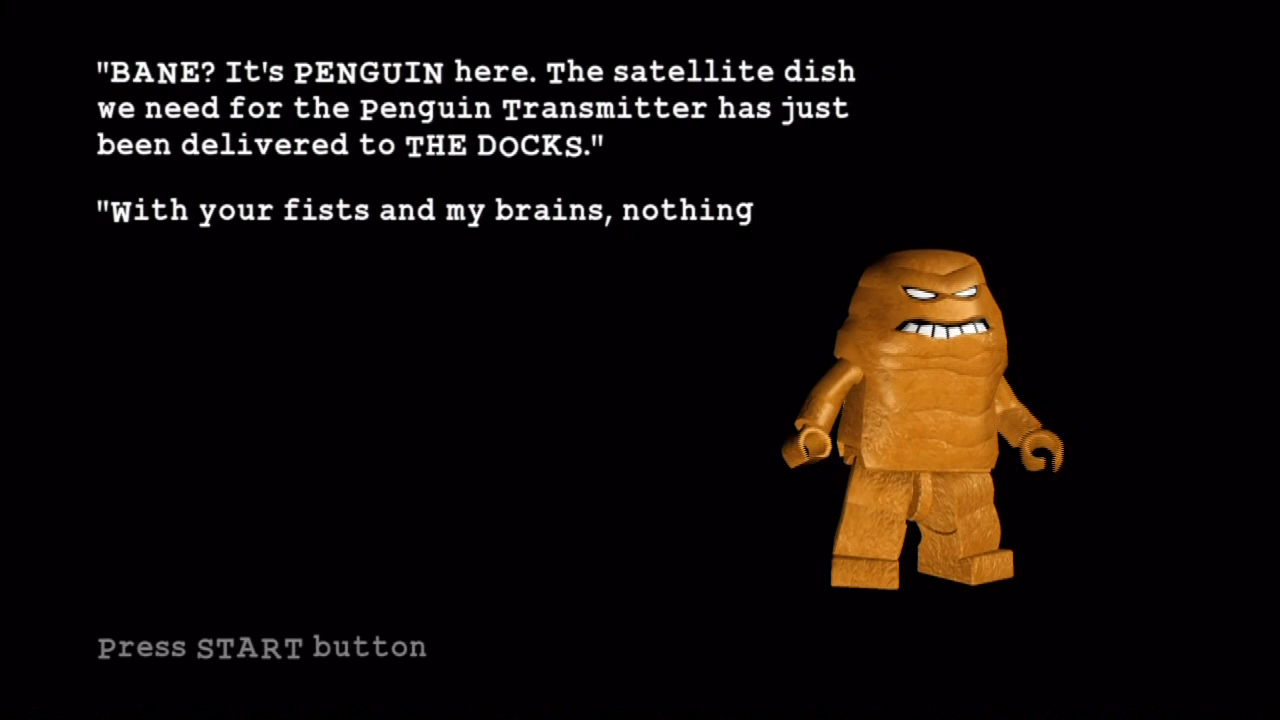 "BANE? It's PENGUIN here. The satellite dish
we need for the Penguin Transmitter has just
been delivered to THE DOCKS."
"With your fists and my brains, nothing
Press START button